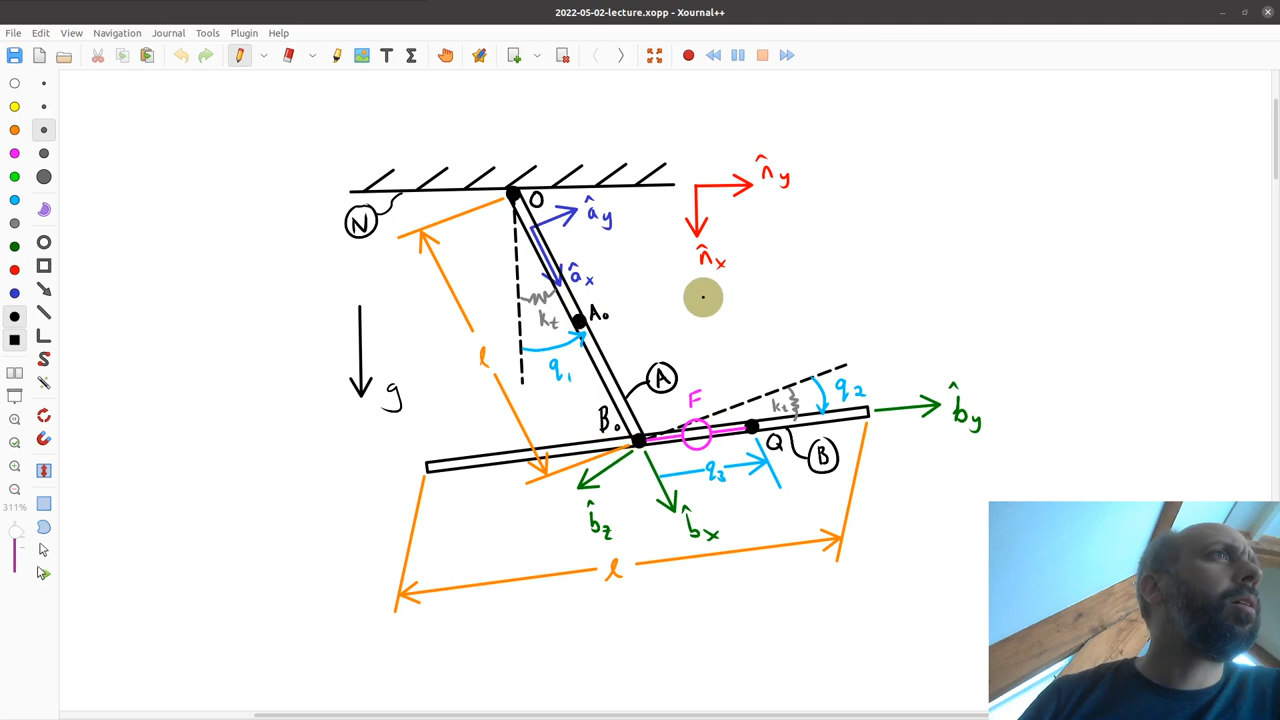 2022-05-02-lecture.xopp - Xournal++
File Edit View Navigation Journal Tools Plugin Help
n̂y
O
N
ây
n̂x
âx
A₀
kt
q₁
l
A
g
F
q₂
kt
b̂y
B₀
Q
B
q₃
b̂z
b̂x
l
311%